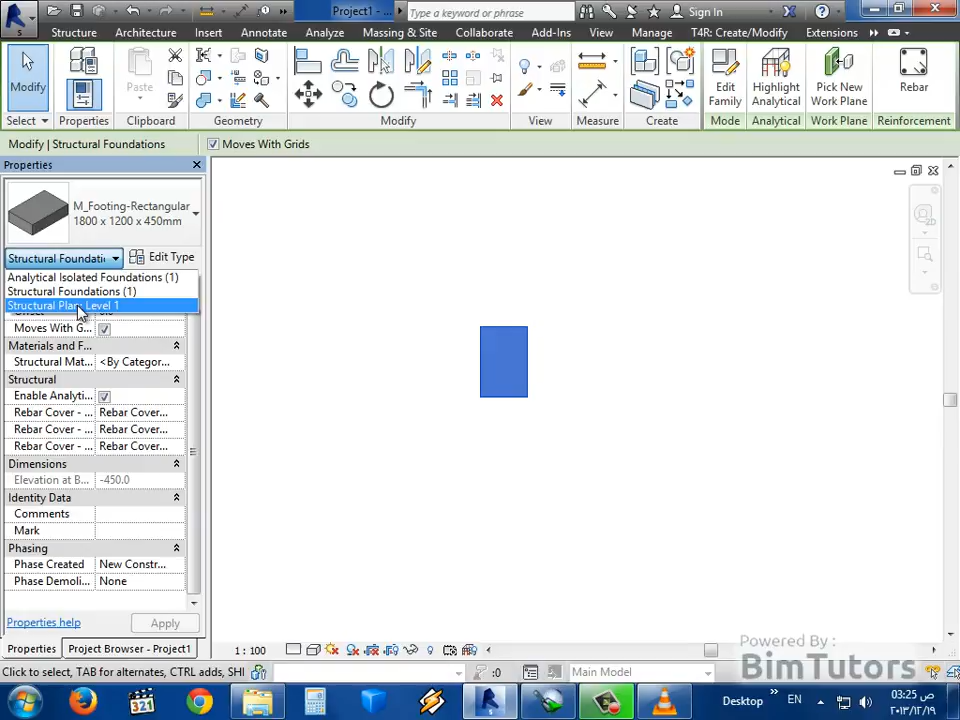 Project1 - ...
Type a keyword or phrase
Sign In
Structure
Architecture
Insert
Annotate
Analyze
Massing & Site
Collaborate
Add-Ins
View
Manage
T4R: Create/Modify
Extensions
Modify
Paste
Edit
Family
Highlight
Analytical
Pick New
Work Plane
Rebar
Select
Properties
Clipboard
Geometry
Modify
View
Measure
Create
Mode
Analytical
Work Plane
Reinforcement
Modify | Structural Foundations
Moves With Grids
Properties
M_Footing-Rectangular
1800 x 1200 x 450mm
Structural Foundati
Edit Type
Analytical Isolated Foundations (1)
Structural Foundations (1)
Structural Plan: Level 1
Moves With G...
Materials and F...
Structural Mat... <By Categor...
Structural
Enable Analyti...
Rebar Cover - ... Rebar Cover...
Rebar Cover - ... Rebar Cover...
Rebar Cover - ... Rebar Cover...
Dimensions
Elevation at B... -450.0
Identity Data
Comments
Mark
Phasing
Phase Created New Constr...
Phase Demoli... None
Properties help
Apply
Properties
Project Browser - Project1
1 : 100
Powered By :
BimTutors
Click to select, TAB for alternates, CTRL adds, SHI
:0
Main Model
321
Desktop
EN
03:25 ص
٢٠١٣/١٢/١٩